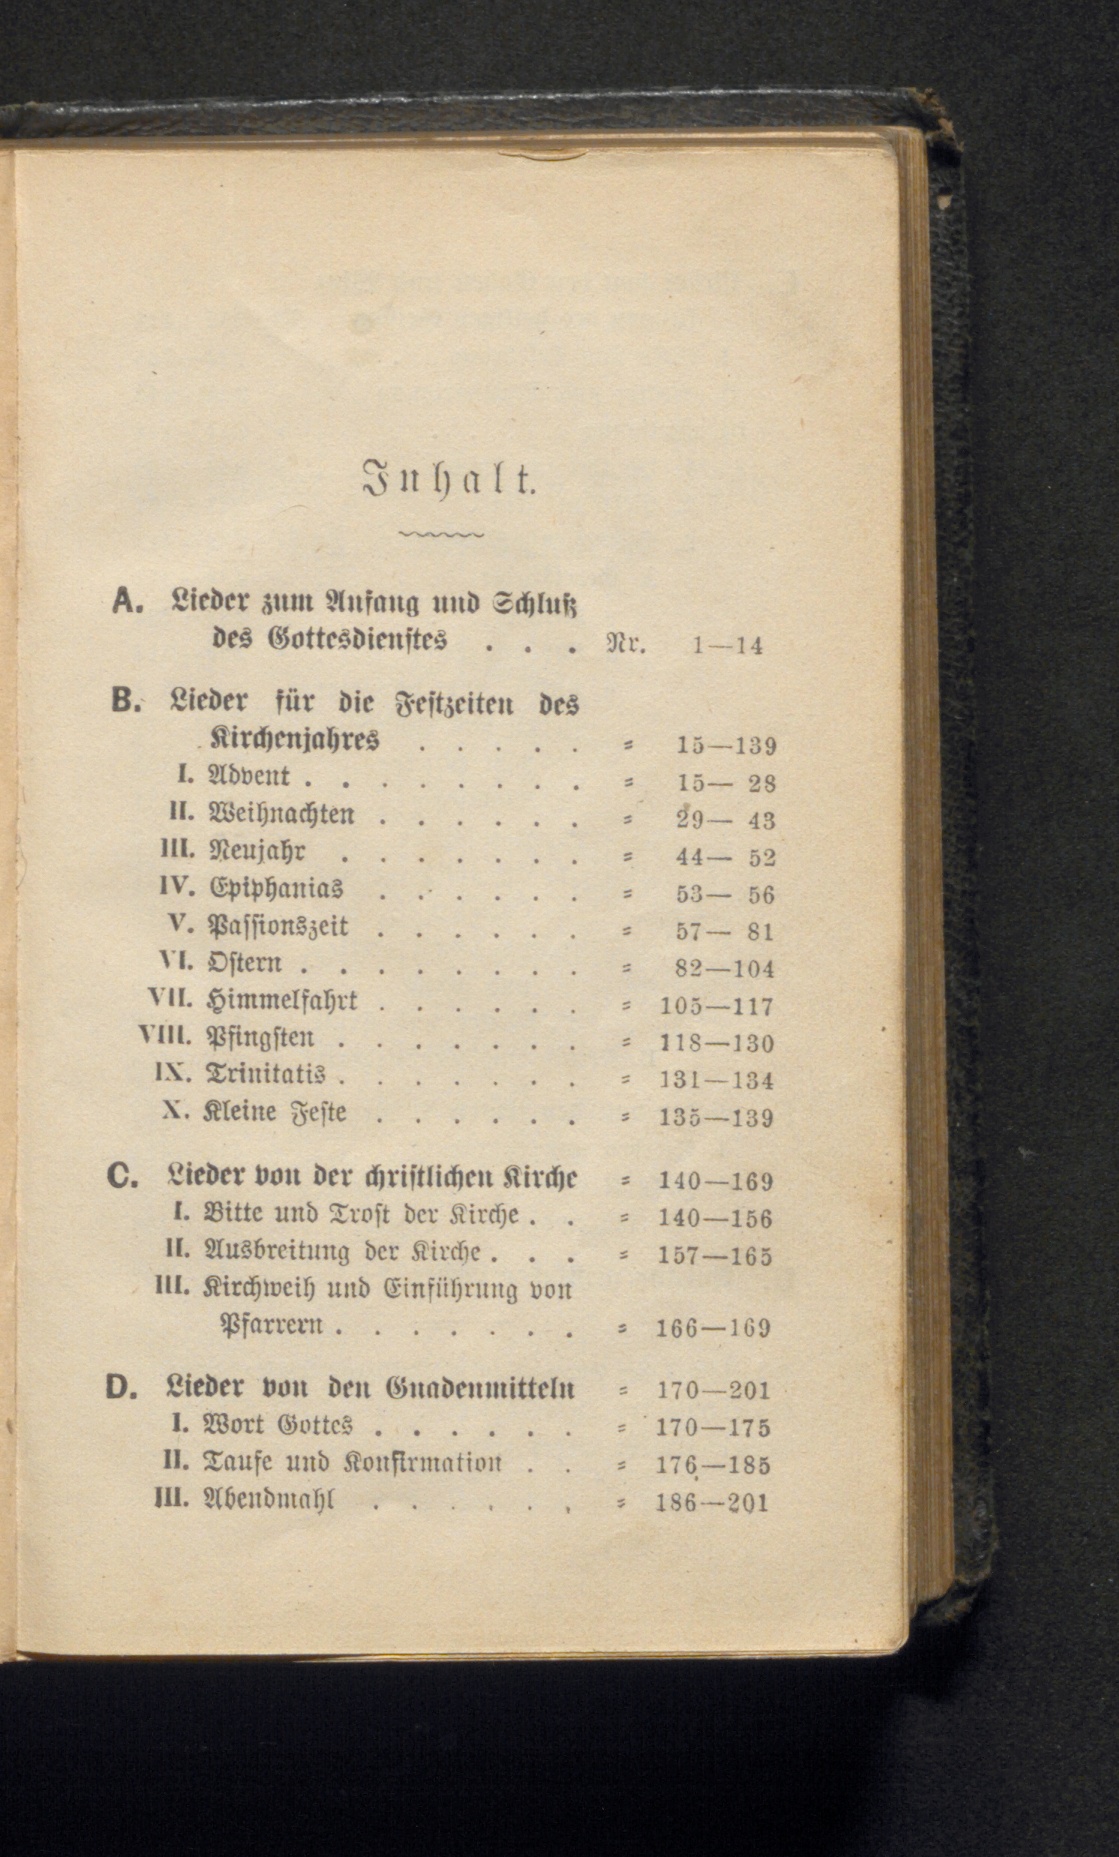 Inhalt.
A. Lieder zum Anfang und Schluß
des Gottesdienstes . . . Nr. 1—14
B. Lieder für die Festzeiten des
Kirchenjahres . . . . . = 15—139
I. Advent . . . . . . . . = 15— 28
II. Weihnachten . . . . . . = 29— 43
III. Neujahr . . . . . . . = 44— 52
IV. Epiphanias . . . . . . = 53— 56
V. Passionszeit . . . . . . = 57— 81
VI. Ostern . . . . . . . . = 82—104
VII. Himmelfahrt . . . . . . = 105—117
VIII. Pfingsten . . . . . . . = 118—130
IX. Trinitatis . . . . . . . = 131—134
X. Kleine Feste . . . . . . = 135—139
C. Lieder von der christlichen Kirche = 140—169
I. Bitte und Trost der Kirche . . = 140—156
II. Ausbreitung der Kirche . . . = 157—165
III. Kirchweih und Einführung von
Pfarrern . . . . . . . = 166—169
D. Lieder von den Gnadenmitteln = 170—201
I. Wort Gottes . . . . . . = 170—175
II. Taufe und Konfirmation . . = 176—185
III. Abendmahl . . . . . . = 186—201